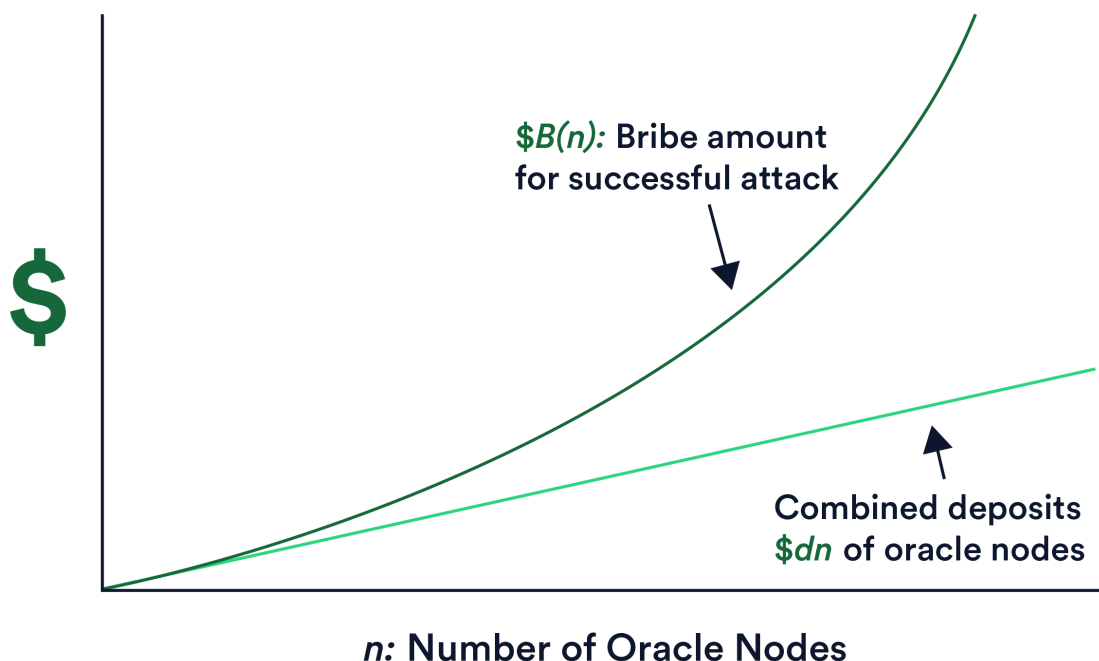 $B(n): Bribe amount
for successful attack
$
Combined deposits
$dn of oracle nodes
n: Number of Oracle Nodes